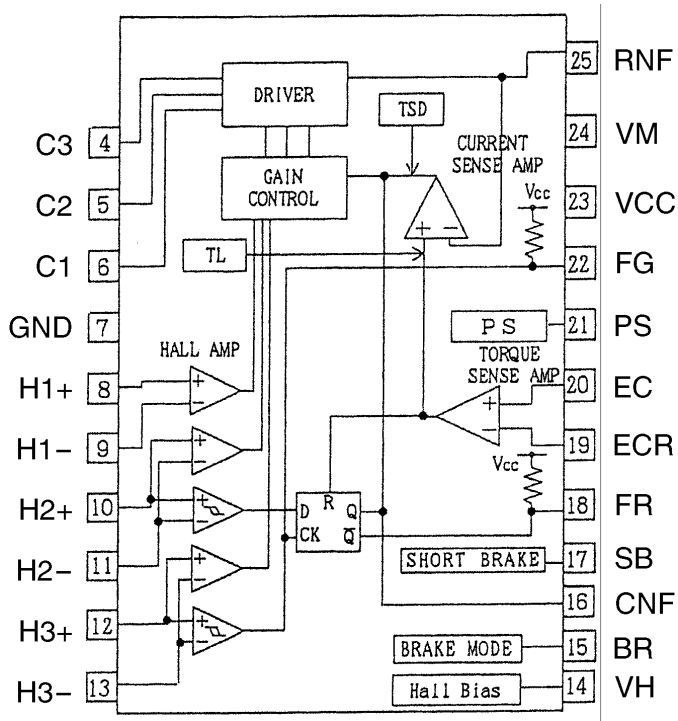 25 RNF
DRIVER
TSD
24 VM
C3 4
CURRENT
SENSE AMP
GAIN
CONTROL
Vcc
C2 5
23 VCC
+ −
TL
C1 6
22 FG
GND 7
PS
21 PS
HALL AMP
TORQUE
SENSE AMP
H1+ 8
+
−
20 EC
+
−
H1− 9
19 ECR
+
−
Vcc
H2+ 10
+
−
R
D Q
CK Q̅
18 FR
H2− 11
+
−
SHORT BRAKE
17 SB
16 CNF
H3+ 12
+
−
BRAKE MODE
15 BR
H3− 13
Hall Bias
14 VH